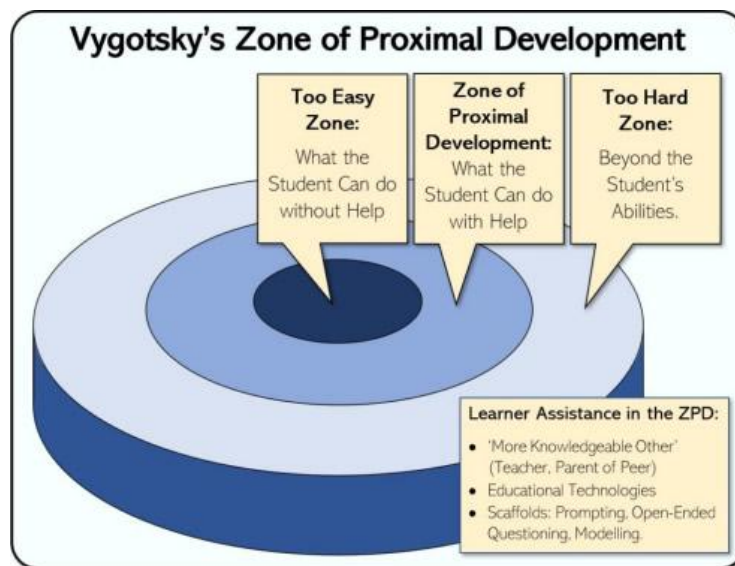 Vygotsky's Zone of Proximal Development
Too Easy
Zone:
What the
Student Can do
without Help
Zone of
Proximal
Development:
What the
Student Can do
with Help
Too Hard
Zone:
Beyond the
Student's
Abilities.
Learner Assistance in the ZPD:
• 'More Knowledgeable Other'
(Teacher, Parent of Peer)
• Educational Technologies
• Scaffolds: Prompting, Open-Ended
Questioning, Modelling.